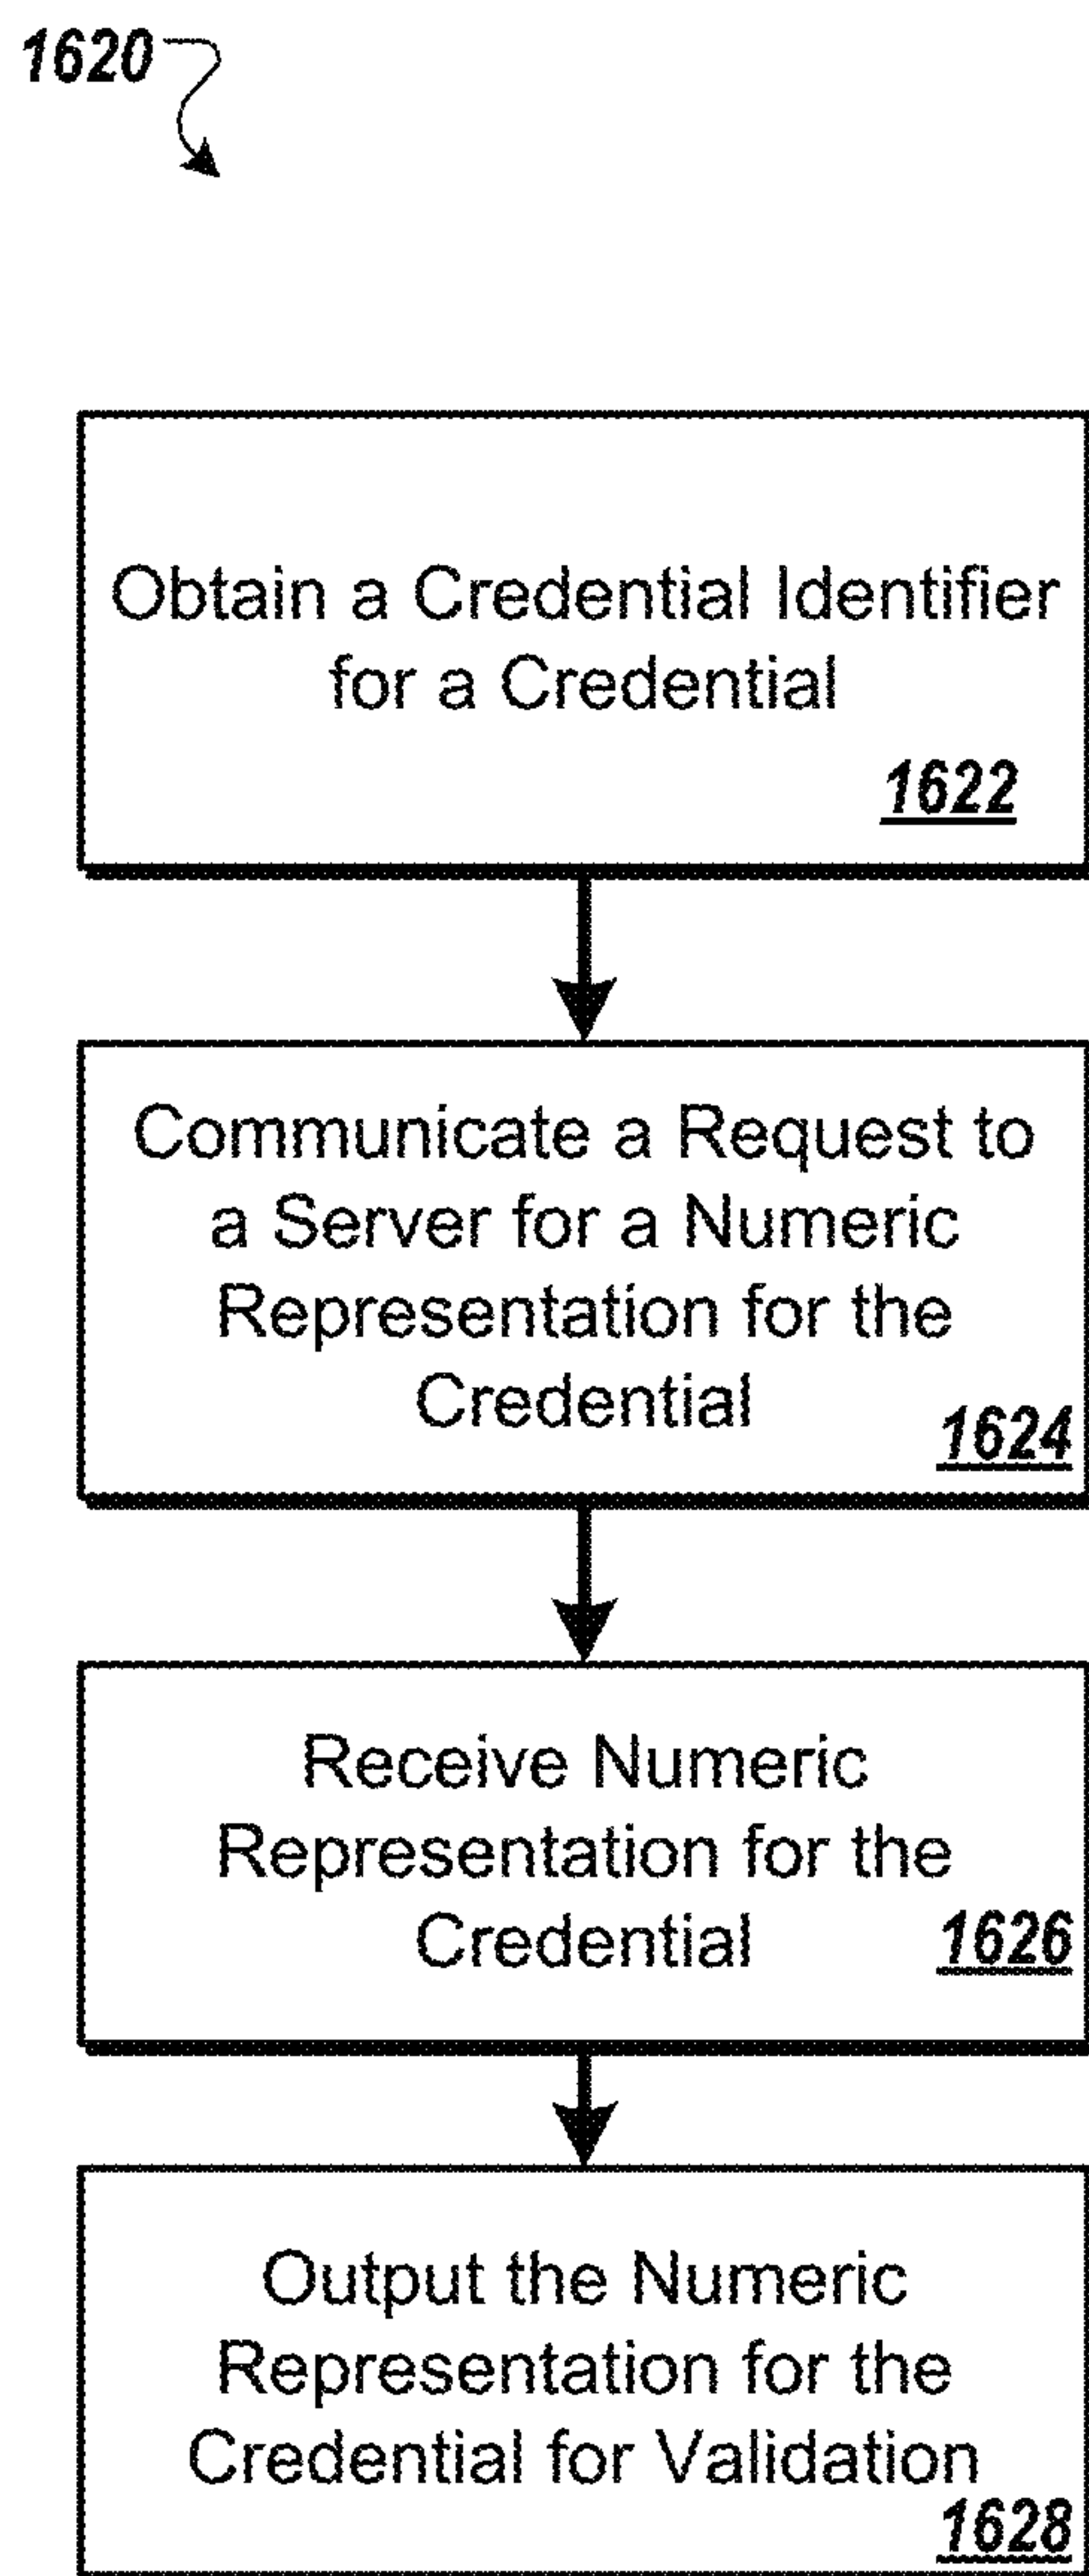 1620
Obtain a Credential Identifier
for a Credential
1622
Communicate a Request to
a Server for a Numeric
Representation for the
Credential
1624
Receive Numeric
Representation for the
Credential
1626
Output the Numeric
Representation for the
Credential for Validation
1628